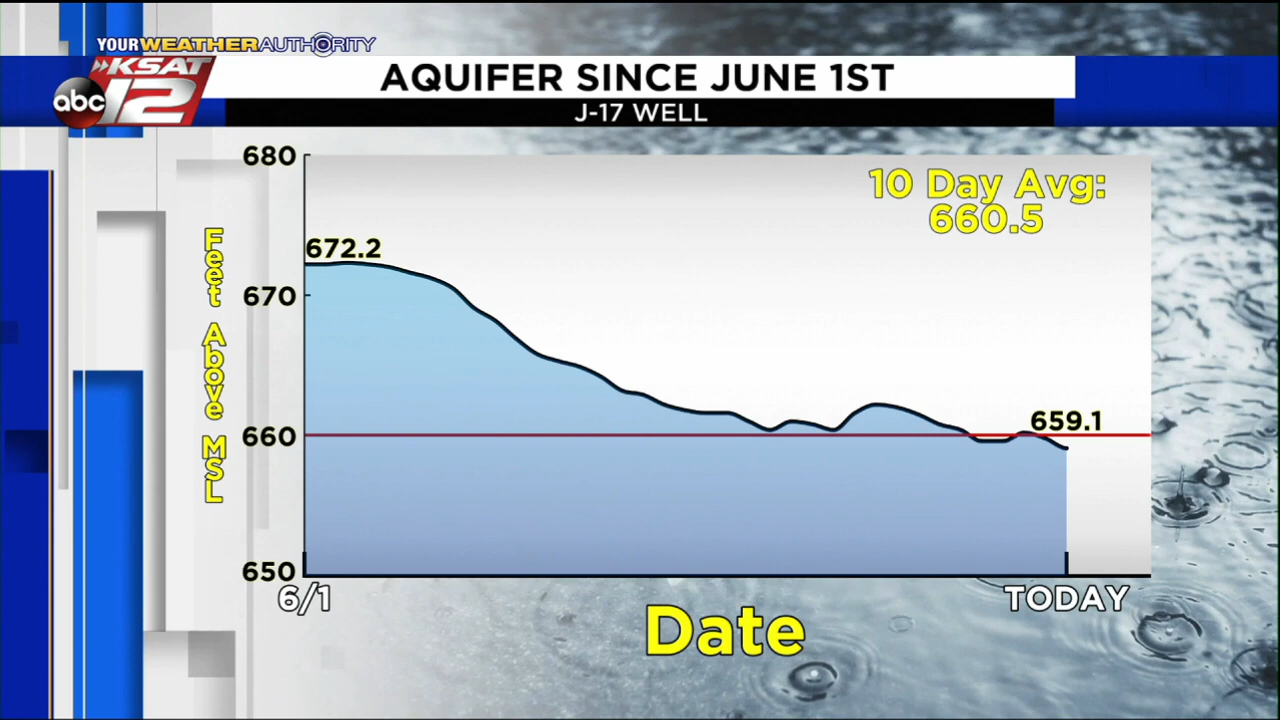 YOUR WEATHER AUTHORITY
KSAT
abc 12
AQUIFER SINCE JUNE 1ST
J-17 WELL
10 Day Avg:
660.5
Feet Above MSL
680
670
660
650
672.2
659.1
6/1
TODAY
Date